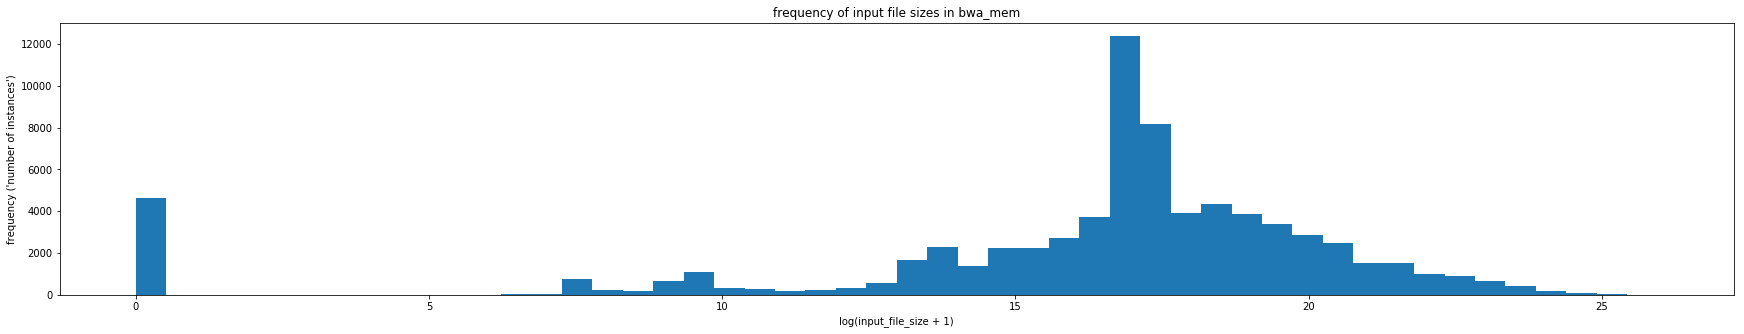 frequency of input file sizes in bwa_mem
frequency ('number of instances')
12000
10000
8000
6000
4000
2000
0
0 5 10 15 20 25
log(input_file_size + 1)